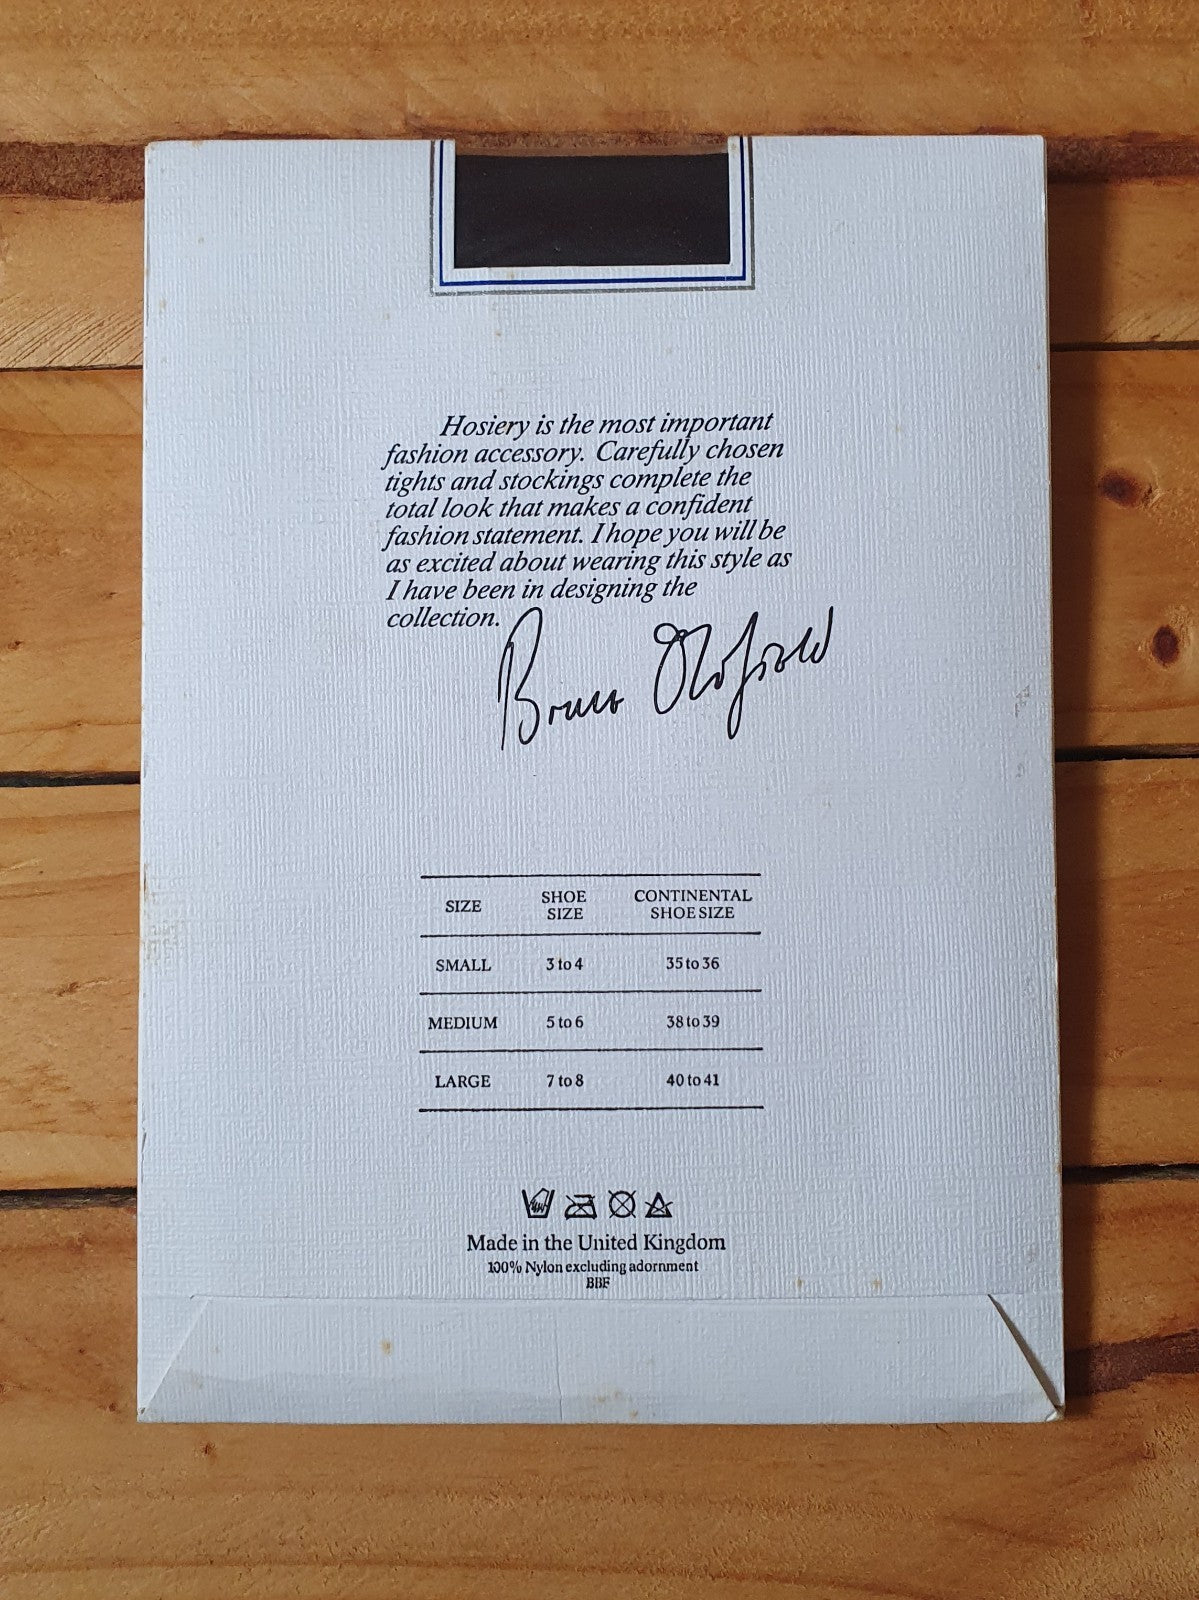 Hosiery is the most important
fashion accessory. Carefully chosen
tights and stockings complete the
total look that makes a confident
fashion statement. I hope you will be
as excited about wearing this style as
I have been in designing the
collection.
Bruce Oldfield
SIZE SHOE SIZE CONTINENTAL SHOE SIZE
SMALL 3 to 4 35 to 36
MEDIUM 5 to 6 38 to 39
LARGE 7 to 8 40 to 41
Made in the United Kingdom
100% Nylon excluding adornment
BBF